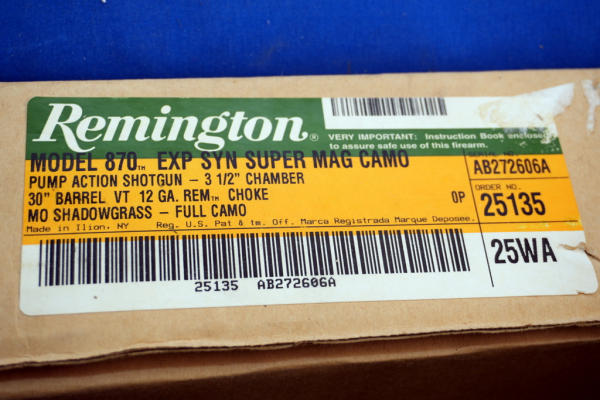 Remington®
VERY IMPORTANT: Instruction Book enclosed
to assure safe use of this firearm.
MODEL 870™ EXP SYN SUPER MAG CAMO
PUMP ACTION SHOTGUN – 3 1/2" CHAMBER
30" BARREL VT 12 GA. REM™ CHOKE OP
MO SHADOWGRASS – FULL CAMO
Made in Ilion, NY Reg. U.S. Pat & tm. Off. Marca Registrada Marque Deposee.
25135 AB272606A
AB272606A
ORDER NO.
25135
25WA